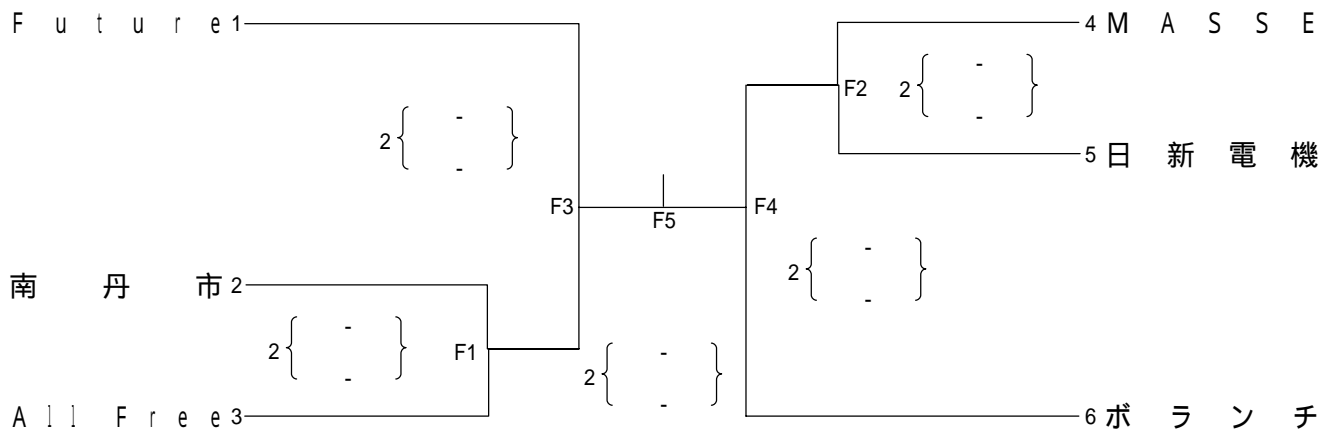 Future 1
4 MASSE
F2
2 { - - }
2 { - - }
5 日新電機
F3
F5
F4
2 { - - }
南丹市 2
2 { - - }
F1
2 { - - }
All Free 3
6 ボランチ